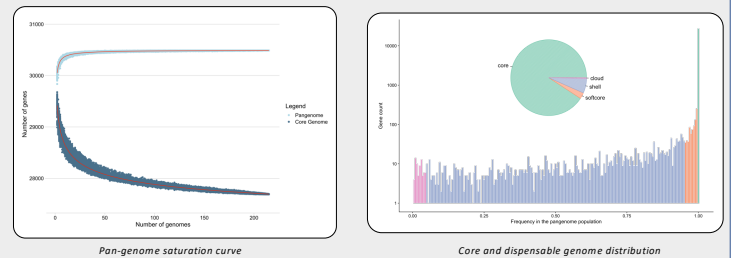 31000
30000
29000
28000
Number of genes
0
50
100
150
200
Number of genomes
Legend
Pangenome
Core Genome
Pan-genome saturation curve
10000
1000
100
10
1
Gene count
core
cloud
shell
softcore
0.00
0.25
0.50
0.75
1.00
Frequency in the pangenome population
Core and dispensable genome distribution